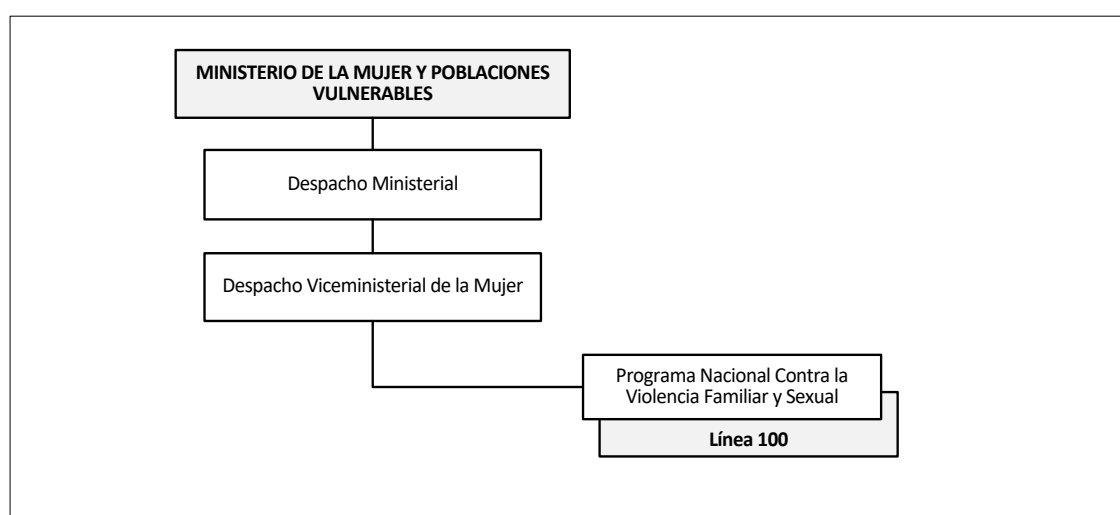 MINISTERIO DE LA MUJER Y POBLACIONES
VULNERABLES
Despacho Ministerial
Despacho Viceministerial de la Mujer
Programa Nacional Contra la
Violencia Familiar y Sexual
Línea 100